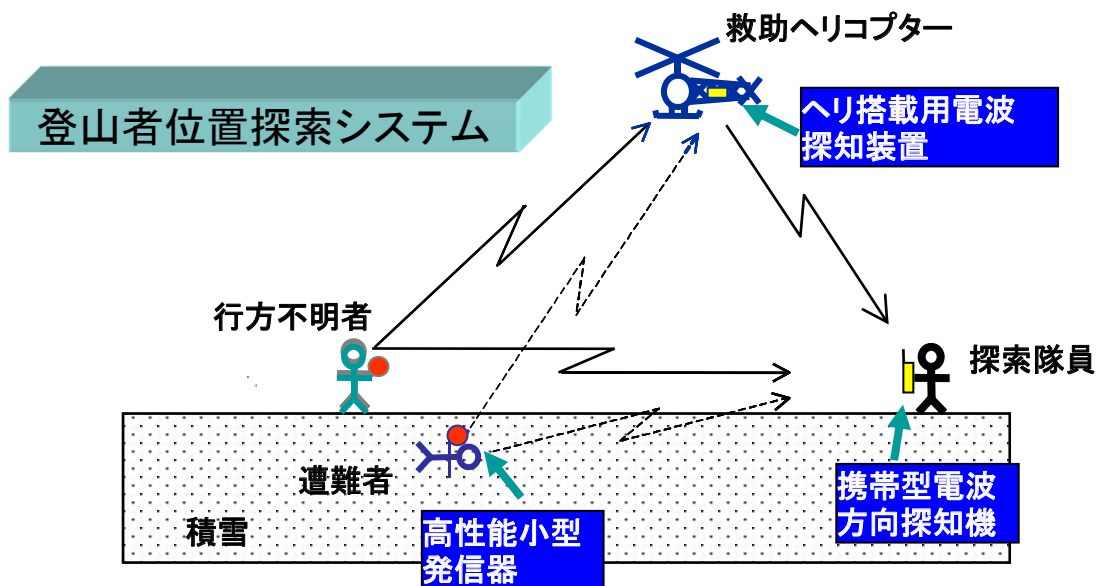 救助ヘリコプター
登山者位置探索システム
ヘリ搭載用電波
探知装置
行方不明者
探索隊員
遭難者
積雪
携帯型電波
方向探知機
高性能小型
発信器